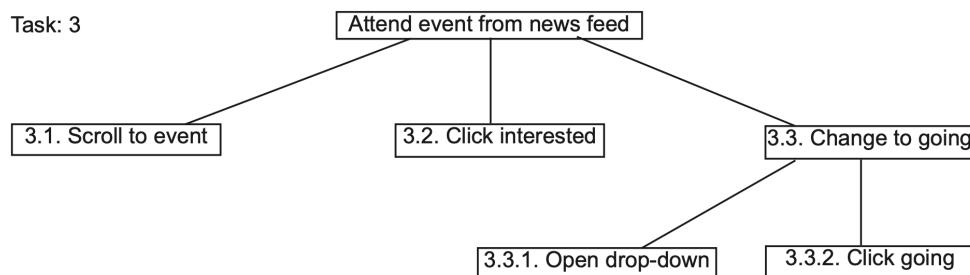 Task: 3
Attend event from news feed
3.1. Scroll to event
3.2. Click interested
3.3. Change to going
3.3.1. Open drop-down
3.3.2. Click going